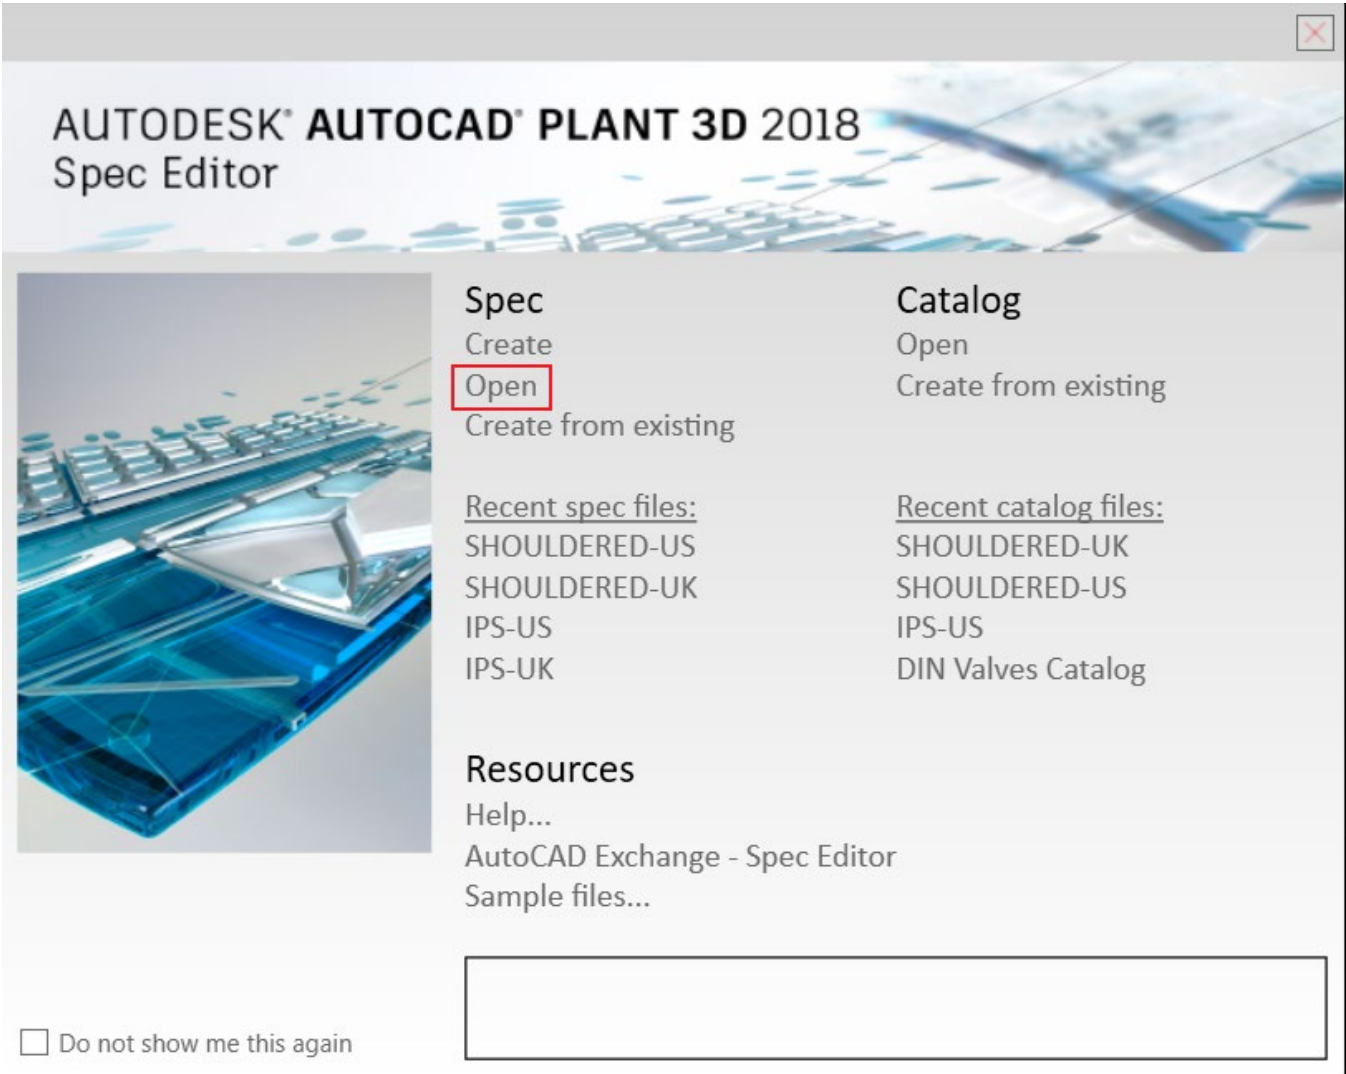 AUTODESK® AUTOCAD® PLANT 3D 2018
Spec Editor
Spec
Create
Open
Create from existing
Catalog
Open
Create from existing
Recent spec files:
SHOULDERED-US
SHOULDERED-UK
IPS-US
IPS-UK
Recent catalog files:
SHOULDERED-UK
SHOULDERED-US
IPS-US
DIN Valves Catalog
Resources
Help...
AutoCAD Exchange - Spec Editor
Sample files...
Do not show me this again